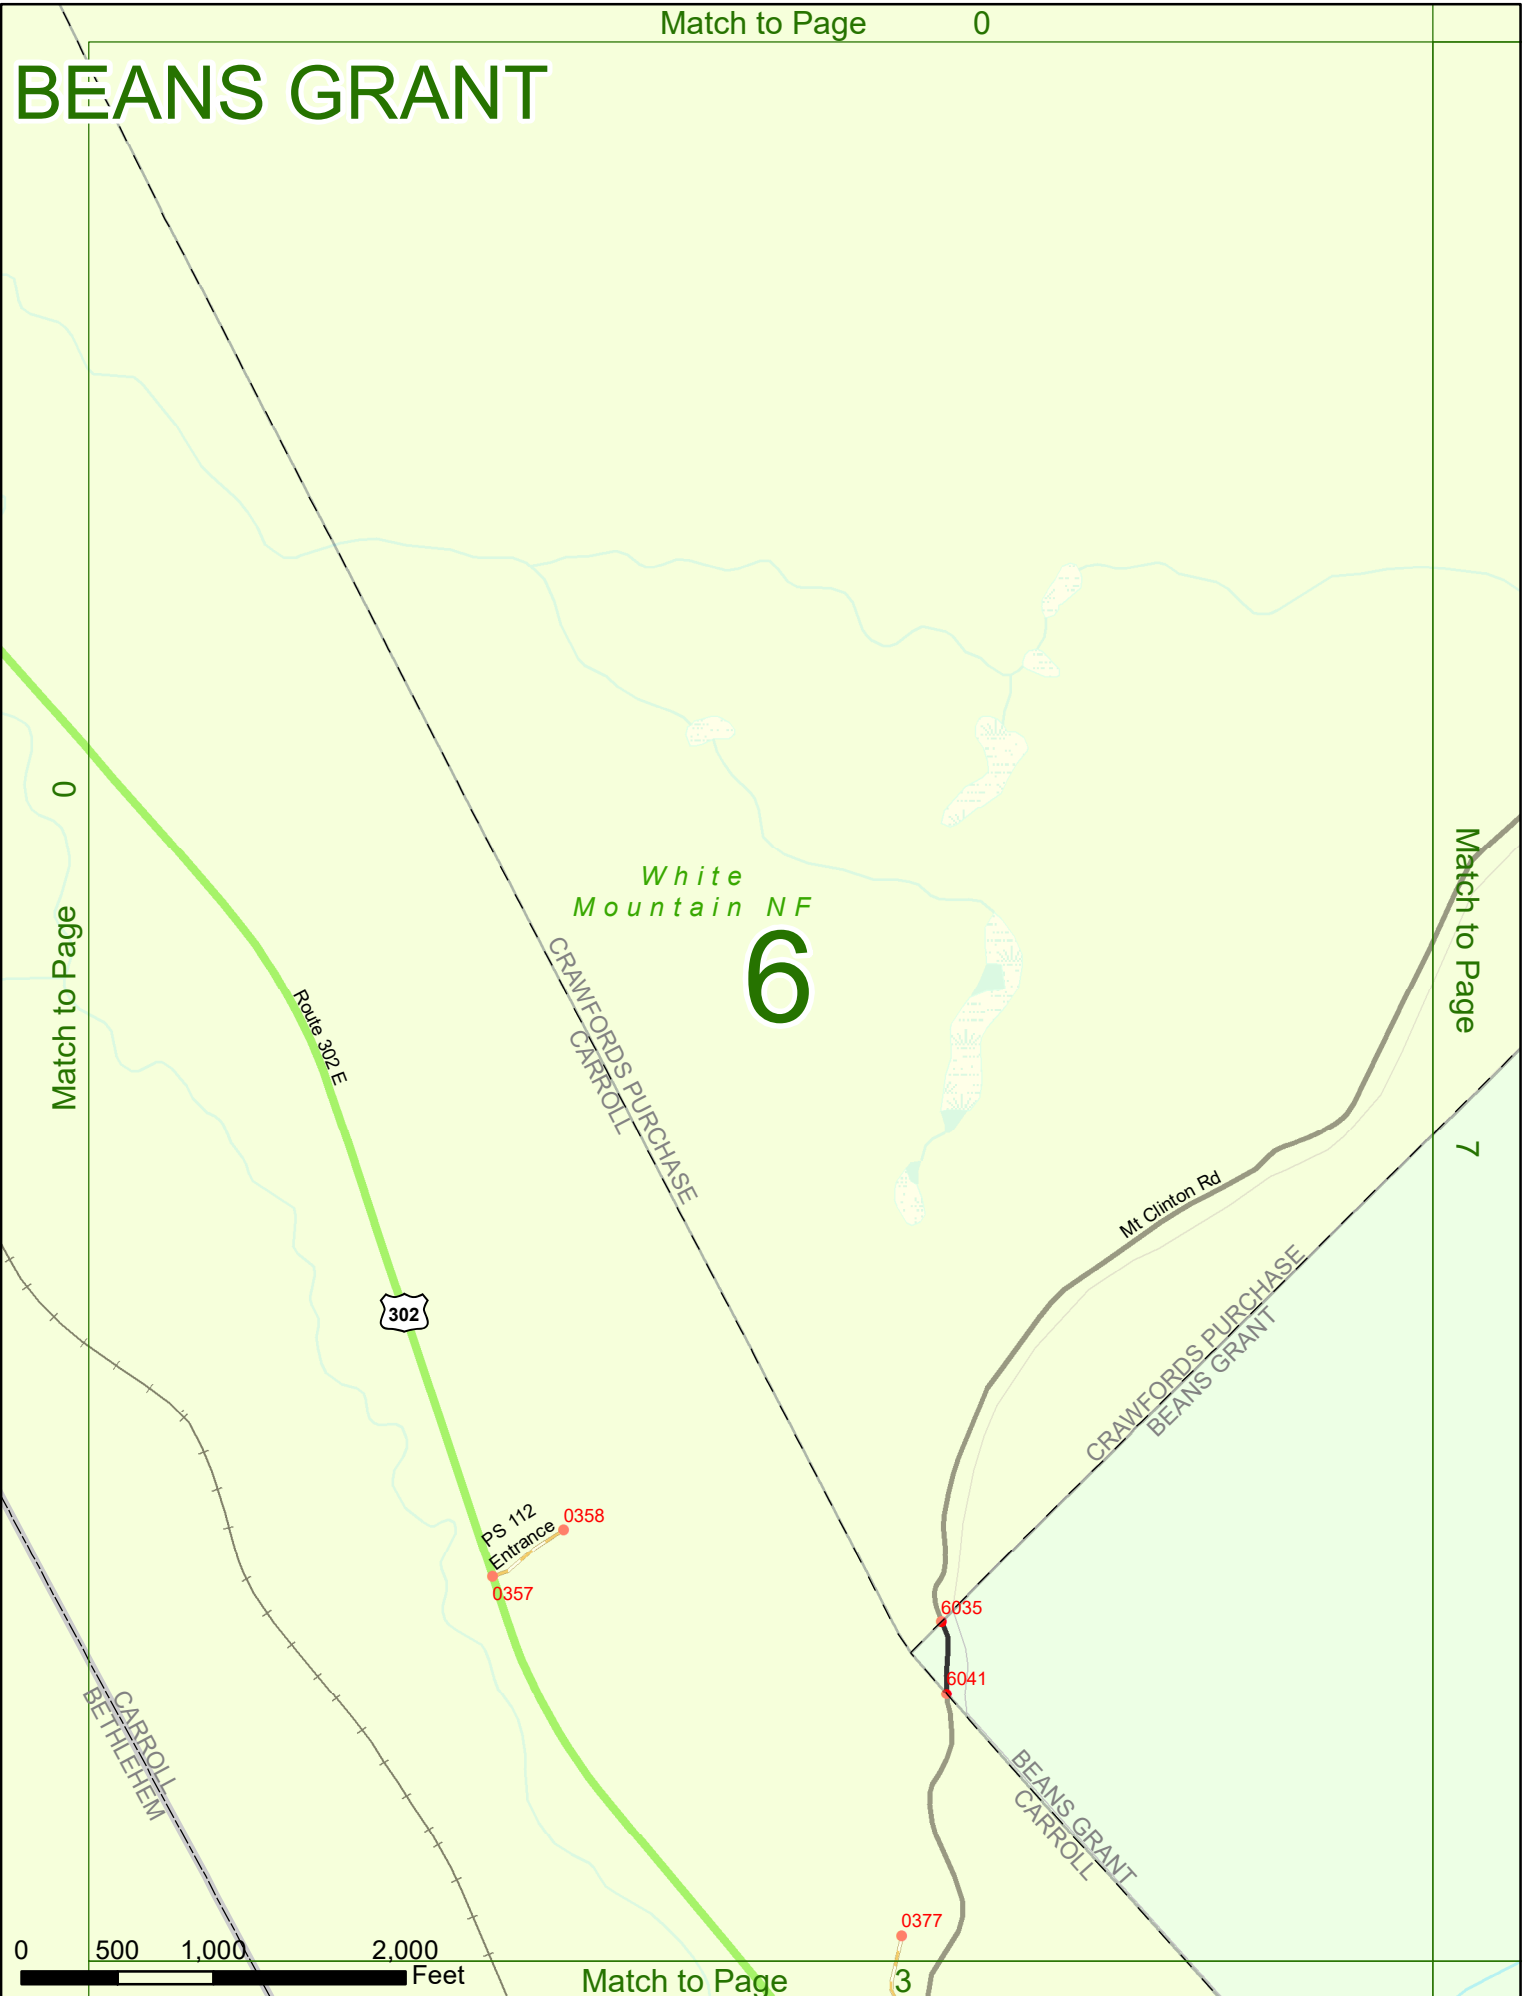 Match to Page 0
BEANS GRANT
0
Match to Page
White
Mountain NF
6
CRAWFORDS PURCHASE
CARROLL
Route 302 E
Match to Page
7
Mt Clinton Rd
CRAWFORDS PURCHASE
BEANS GRANT
302
PS 112
Entrance
0358
0357
6035
6041
CARROLL
BETHLEHEM
BEANS GRANT
CARROLL
0377
0 500 1,000 2,000
Feet
Match to Page 3